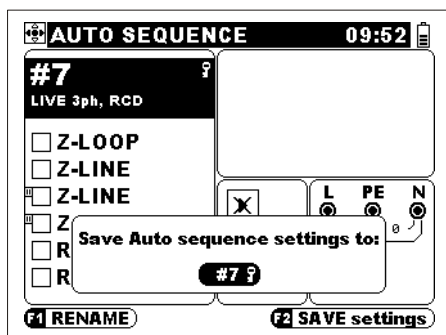 AUTO SEQUENCE 09:52
#7
LIVE 3ph, RCD
Z-LOOP
Z-LINE
Z-LINE
Z
R
R
L PE N
Save Auto sequence settings to:
#7
F1 RENAME
F2 SAVE settings